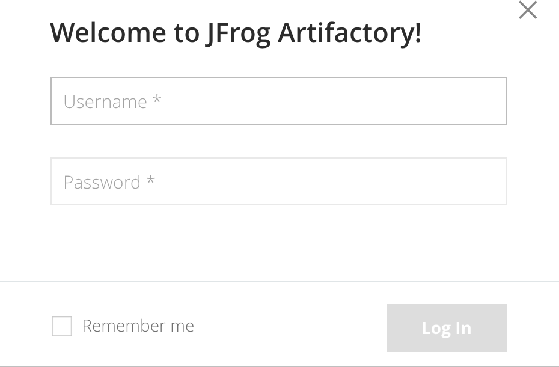 Welcome to JFrog Artifactory!
Username *
Password *
Remember me
Log In